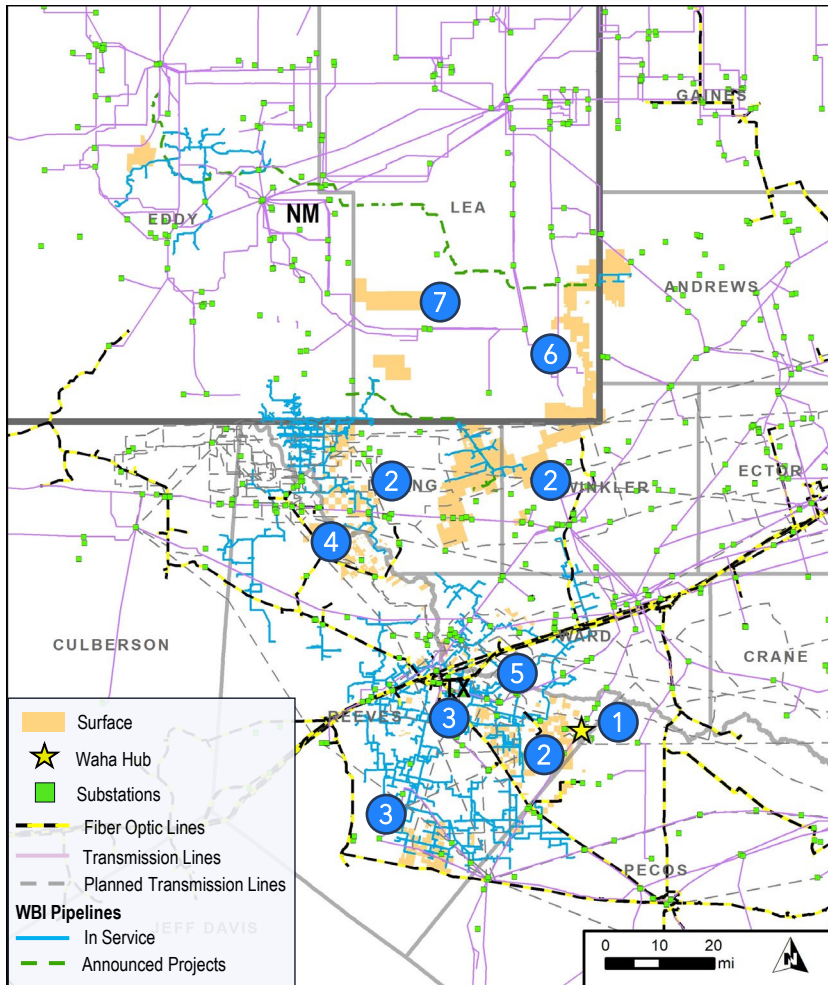 GAINES
LEA
EDDY
NM
ANDREWS
7
6
ECTOR
2
LOVING
2
WINKLER
4
WARD
CULBERSON
CRANE
5
TX
REEVES
3
1
2
3
PECOS
JEFF DAVIS
Surface
Waha Hub
Substations
Fiber Optic Lines
Transmission Lines
Planned Transmission Lines
WBI Pipelines
In Service
Announced Projects
0 10 20
mi
N